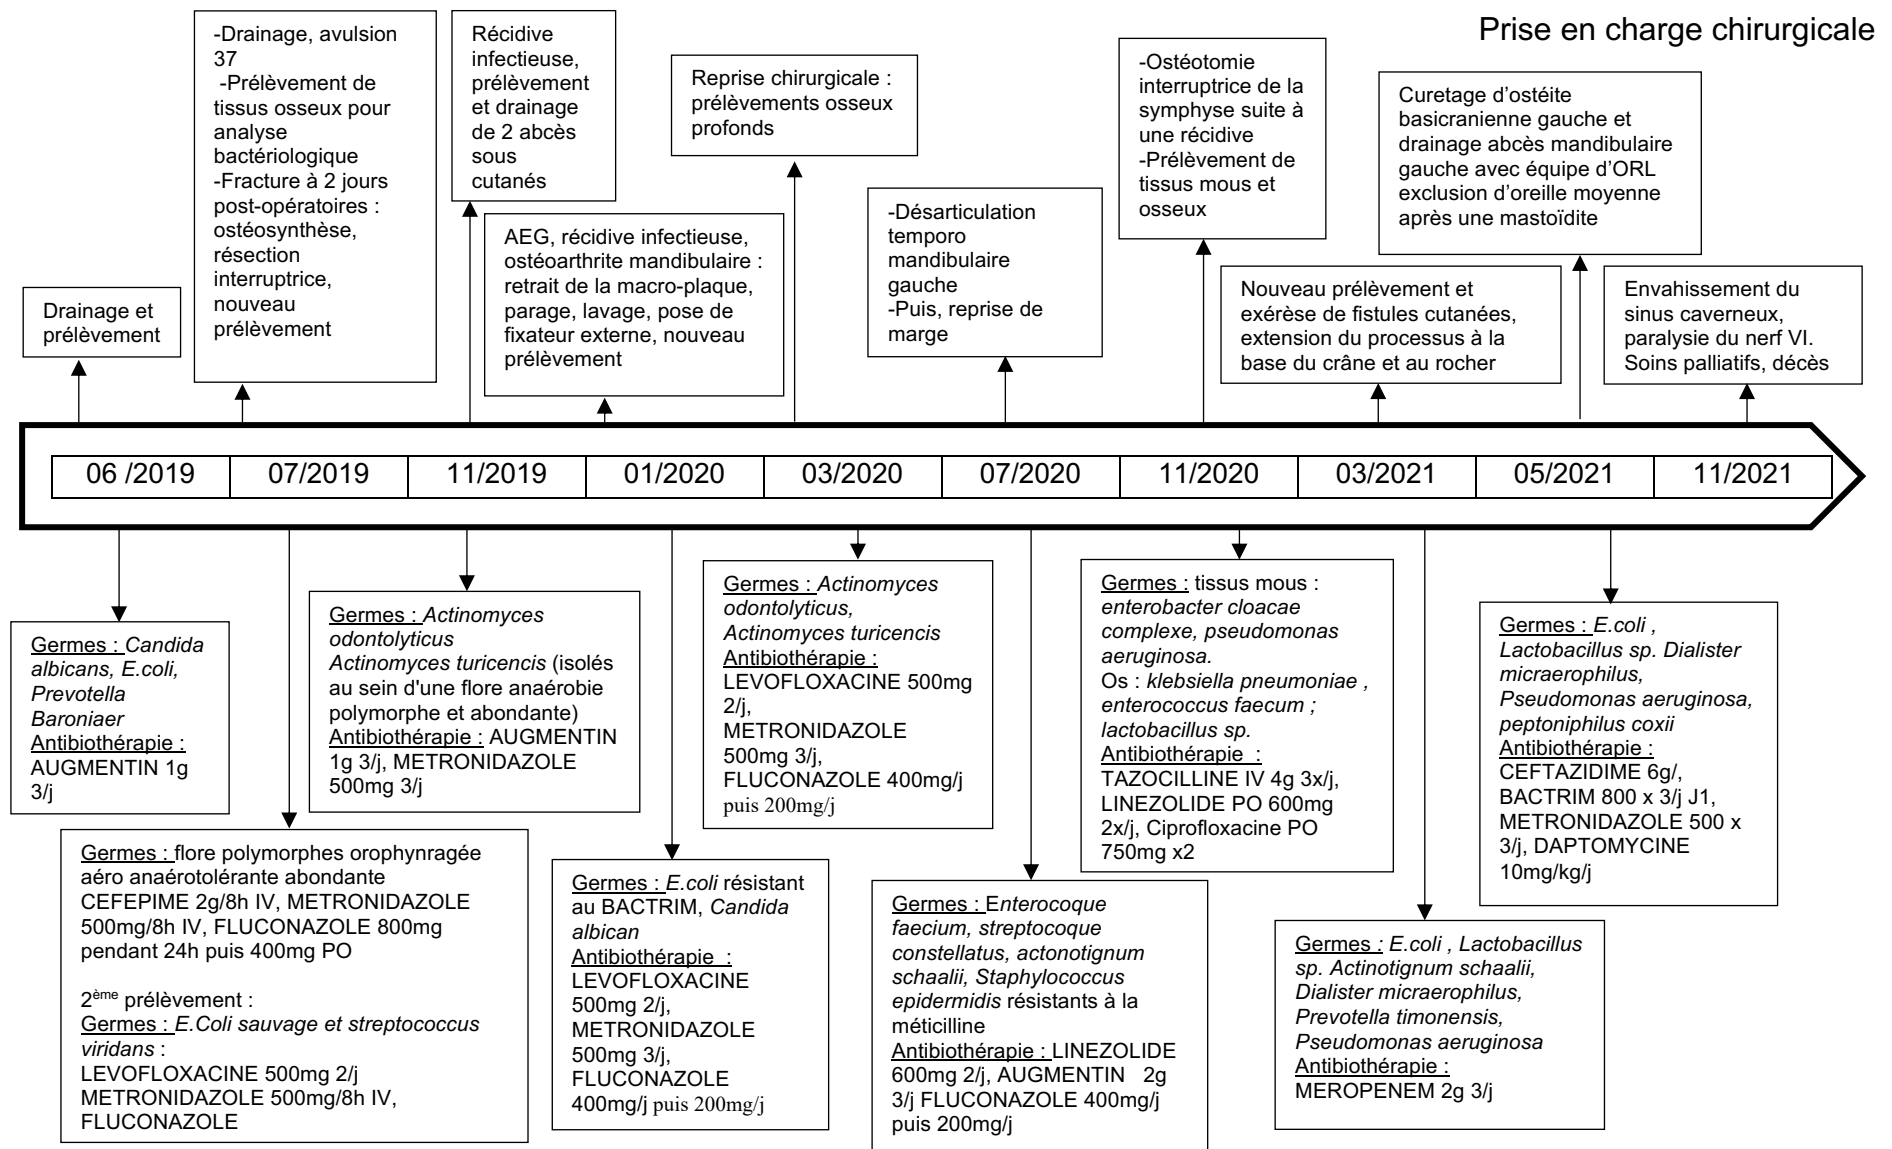 Prise en charge chirurgicale
Drainage et
prélèvement
-Drainage, avulsion
37
-Prélèvement de
tissus osseux pour
analyse
bactériologique
-Fracture à 2 jours
post-opératoires :
ostéosynthèse,
résection
interruptrice,
nouveau
prélèvement
Récidive
infectieuse,
prélèvement
et drainage
de 2 abcès
sous
cutanés
AEG, récidive infectieuse,
ostéoarthrite mandibulaire :
retrait de la macro-plaque,
parage, lavage, pose de
fixateur externe, nouveau
prélèvement
Reprise chirurgicale :
prélèvements osseux
profonds
-Désarticulation
temporo
mandibulaire
gauche
-Puis, reprise de
marge
-Ostéotomie
interruptrice de la
symphyse suite à
une récidive
-Prélèvement de
tissus mous et
osseux
Nouveau prélèvement et
exérèse de fistules cutanées,
extension du processus à la
base du crâne et au rocher
Curetage d'ostéite
basicranienne gauche et
drainage abcès mandibulaire
gauche avec équipe d'ORL
exclusion d'oreille moyenne
après une mastoïdite
Envahissement du
sinus caverneux,
paralysie du nerf VI.
Soins palliatifs, décès
06 /2019 07/2019 11/2019 01/2020 03/2020 07/2020 11/2020 03/2021 05/2021 11/2021
Germes : Candida
albicans, E.coli,
Prevotella
Baroniaer
Antibiothérapie :
AUGMENTIN 1g
3/j
Germes : flore polymorphes orophynragée
aéro anaérotolérante abondante
CEFEPIME 2g/8h IV, METRONIDAZOLE
500mg/8h IV, FLUCONAZOLE 800mg
pendant 24h puis 400mg PO
2ème prélèvement :
Germes : E.Coli sauvage et streptococcus
viridans :
LEVOFLOXACINE 500mg 2/j
METRONIDAZOLE 500mg/8h IV,
FLUCONAZOLE
Germes : Actinomyces
odontolyticus
Actinomyces turicencis (isolés
au sein d'une flore anaérobie
polymorphe et abondante)
Antibiothérapie : AUGMENTIN
1g 3/j, METRONIDAZOLE
500mg 3/j
Germes : E.coli résistant
au BACTRIM, Candida
albican
Antibiothérapie :
LEVOFLOXACINE
500mg 2/j,
METRONIDAZOLE
500mg 3/j,
FLUCONAZOLE
400mg/j puis 200mg/j
Germes : Actinomyces
odontolyticus,
Actinomyces turicencis
Antibiothérapie :
LEVOFLOXACINE 500mg
2/j,
METRONIDAZOLE
500mg 3/j,
FLUCONAZOLE 400mg/j
puis 200mg/j
Germes : Enterocoque
faecium, streptocoque
constellatus, actonotignum
schaalii, Staphylococcus
epidermidis résistants à la
méticilline
Antibiothérapie : LINEZOLIDE
600mg 2/j, AUGMENTIN 2g
3/j FLUCONAZOLE 400mg/j
puis 200mg/j
Germes : tissus mous :
enterobacter cloacae
complexe, pseudomonas
aeruginosa.
Os : klebsiella pneumoniae ,
enterococcus faecum ;
lactobacillus sp.
Antibiothérapie :
TAZOCILLINE IV 4g 3x/j,
LINEZOLIDE PO 600mg
2x/j, Ciprofloxacine PO
750mg x2
Germes : E.coli , Lactobacillus
sp. Actinotignum schaalii,
Dialister micraerophilus,
Prevotella timonensis,
Pseudomonas aeruginosa
Antibiothérapie :
MEROPENEM 2g 3/j
Germes : E.coli ,
Lactobacillus sp. Dialister
micraerophilus,
Pseudomonas aeruginosa,
peptoniphilus coxii
Antibiothérapie :
CEFTAZIDIME 6g/,
BACTRIM 800 x 3/j J1,
METRONIDAZOLE 500 x
3/j, DAPTOMYCINE
10mg/kg/j